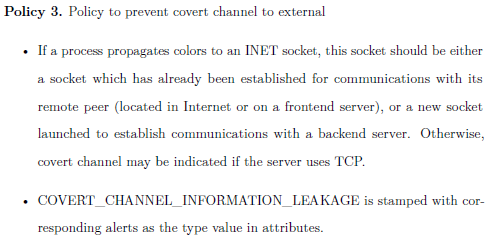 Policy 3. Policy to prevent covert channel to external
• If a process propagates colors to an INET socket, this socket should be either
a socket which has already been established for communications with its
remote peer (located in Internet or on a frontend server), or a new socket
launched to establish communications with a backend server. Otherwise,
covert channel may be indicated if the server uses TCP.
• COVERT_CHANNEL_INFORMATION_LEAKAGE is stamped with cor-
responding alerts as the type value in attributes.